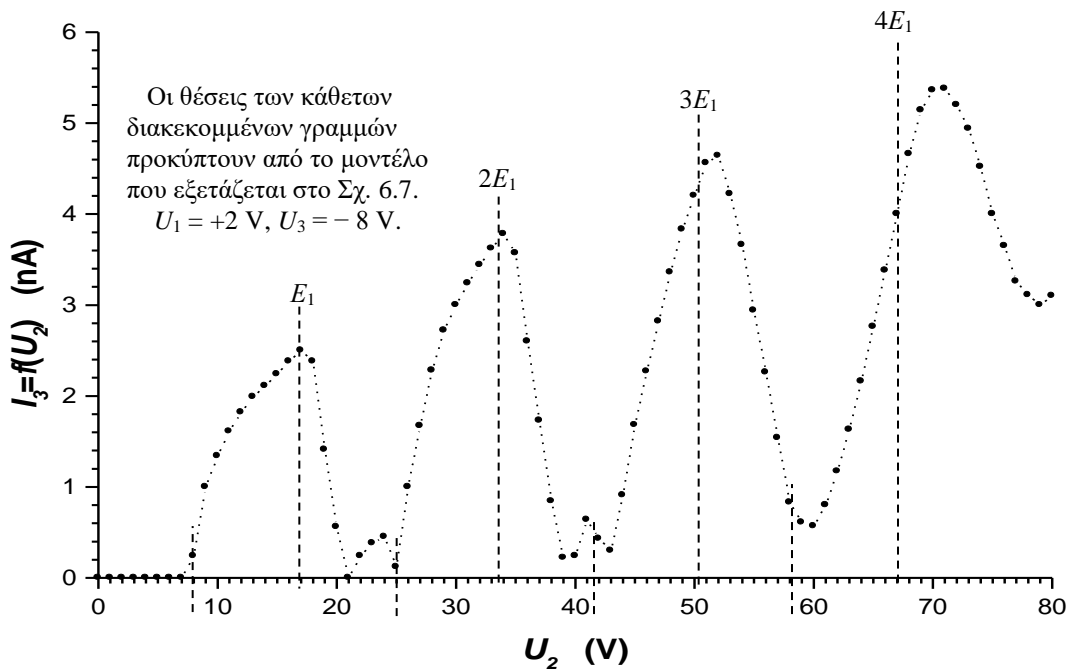 4E₁
6
Οι θέσεις των κάθετων
διακεκομμένων γραμμών
προκύπτουν από το μοντέλο
που εξετάζεται στο Σχ. 6.7.
U₁ = +2 V, U₃ = − 8 V.
3E₁
5
2E₁
4
E₁
3
2
1
0
I₃=f(U₂) (nA)
0 10 20 30 40 50 60 70 80
U₂ (V)